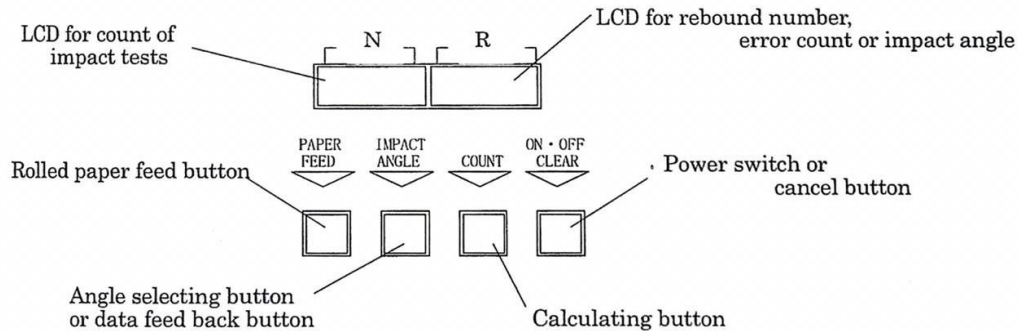 LCD for count of
impact tests
N
R
LCD for rebound number,
error count or impact angle
PAPER
FEED
IMPACT
ANGLE
COUNT
ON・OFF
CLEAR
Rolled paper feed button
Power switch or
cancel button
Angle selecting button
or data feed back button
Calculating button